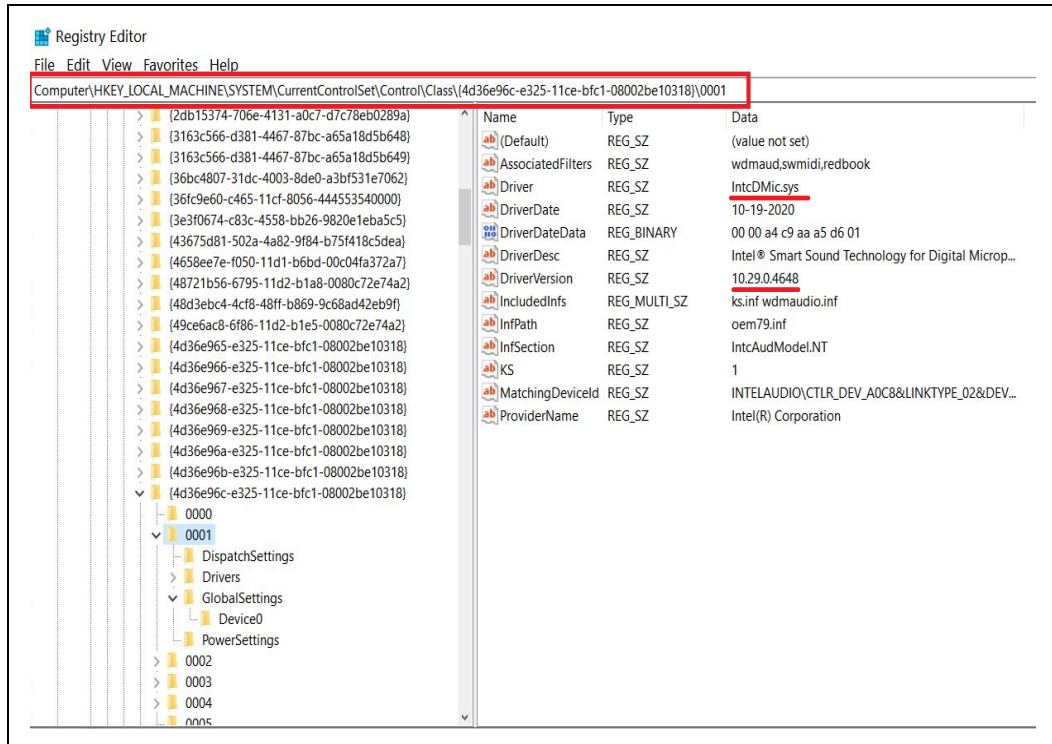 Registry Editor
File Edit View Favorites Help
Computer\HKEY_LOCAL_MACHINE\SYSTEM\CurrentControlSet\Control\Class\{4d36e96c-e325-11ce-bfc1-08002be10318}\0001
{2db15374-706e-4131-a0c7-d7c78eb0289a}
{3163c566-d381-4467-87bc-a65a18d5b648}
{3163c566-d381-4467-87bc-a65a18d5b649}
{36bc4807-31dc-4003-8de0-a3bf531e7062}
{36fc9e60-c465-11cf-8056-444553540000}
{3e3f0674-c83c-4558-bb26-9820e1eba5c5}
{43675d81-502a-4a82-9f84-b75f418c5dea}
{4658ee7e-f050-11d1-b6bd-00c04fa372a7}
{48721b56-6795-11d2-b1a8-0080c72e74a2}
{48d3ebc4-4cf8-48ff-b869-9c68ad42eb9f}
{49ce6ac8-6f86-11d2-b1e5-0080c72e74a2}
{4d36e965-e325-11ce-bfc1-08002be10318}
{4d36e966-e325-11ce-bfc1-08002be10318}
{4d36e967-e325-11ce-bfc1-08002be10318}
{4d36e968-e325-11ce-bfc1-08002be10318}
{4d36e969-e325-11ce-bfc1-08002be10318}
{4d36e96a-e325-11ce-bfc1-08002be10318}
{4d36e96b-e325-11ce-bfc1-08002be10318}
{4d36e96c-e325-11ce-bfc1-08002be10318}
0000
0001
DispatchSettings
Drivers
GlobalSettings
Device0
PowerSettings
0002
0003
0004
0005
Name Type Data
(Default) REG_SZ (value not set)
AssociatedFilters REG_SZ wdmaud,swmidi,redbook
Driver REG_SZ IntcDMic.sys
DriverDate REG_SZ 10-19-2020
DriverDateData REG_BINARY 00 00 a4 c9 aa a5 d6 01
DriverDesc REG_SZ Intel® Smart Sound Technology for Digital Microp...
DriverVersion REG_SZ 10.29.0.4648
IncludedInfs REG_MULTI_SZ ks.inf wdmaudio.inf
InfPath REG_SZ oem79.inf
InfSection REG_SZ IntcAudModel.NT
KS REG_SZ 1
MatchingDeviceId REG_SZ INTELAUDIO\CTLR_DEV_A0C8&LINKTYPE_02&DEV...
ProviderName REG_SZ Intel(R) Corporation